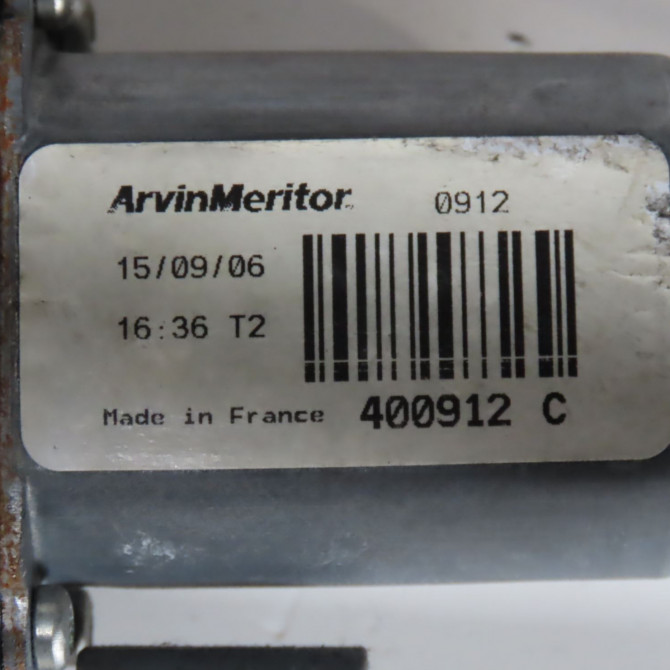 ArvinMeritor 0912
15/09/06
16:36 T2
Made in France 400912 C